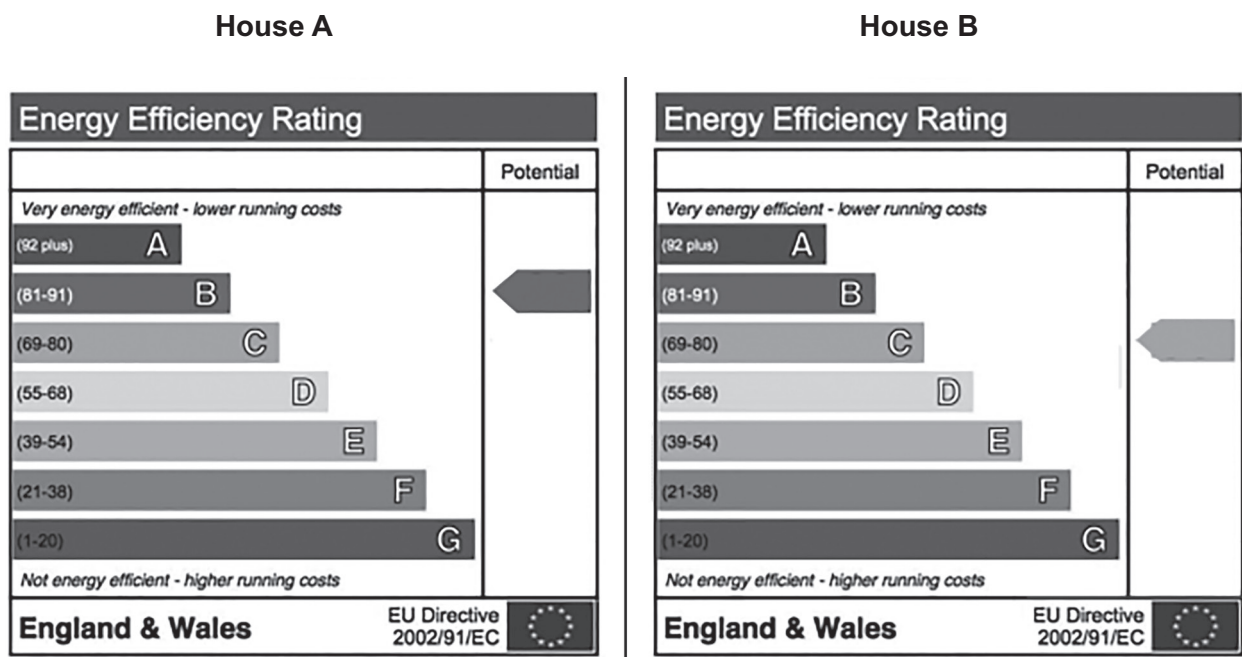 House A
Energy Efficiency Rating
Potential
Very energy efficient - lower running costs
(92 plus) A
(81-91) B
(69-80) C
(55-68) D
(39-54) E
(21-38) F
(1-20) G
Not energy efficient - higher running costs
England & Wales
EU Directive
2002/91/EC
House B
Energy Efficiency Rating
Potential
Very energy efficient - lower running costs
(92 plus) A
(81-91) B
(69-80) C
(55-68) D
(39-54) E
(21-38) F
(1-20) G
Not energy efficient - higher running costs
England & Wales
EU Directive
2002/91/EC